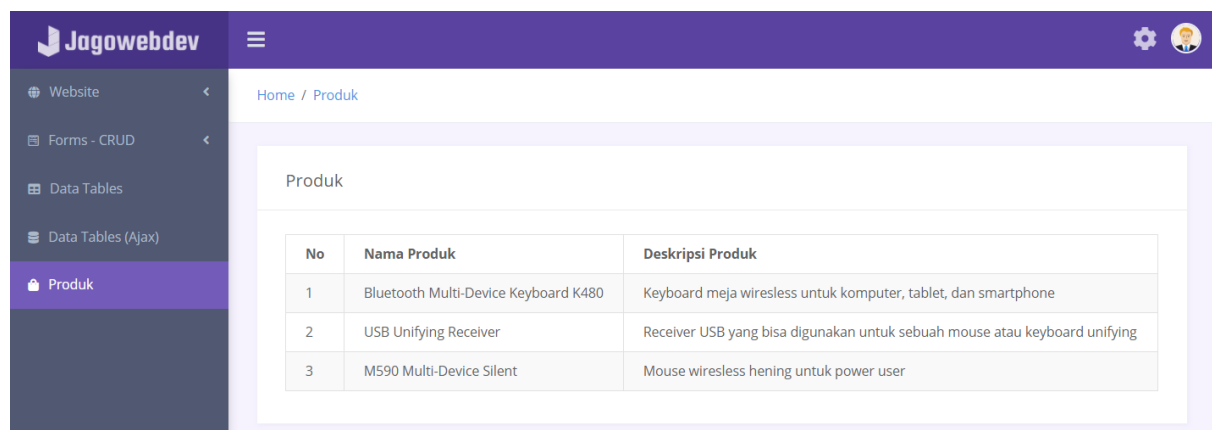 Jagowebdev
Website
Forms - CRUD
Data Tables
Data Tables (Ajax)
Produk
Home / Produk
Produk
No Nama Produk Deskripsi Produk
1 Bluetooth Multi-Device Keyboard K480 Keyboard meja wiresless untuk komputer, tablet, dan smartphone
2 USB Unifying Receiver Receiver USB yang bisa digunakan untuk sebuah mouse atau keyboard unifying
3 M590 Multi-Device Silent Mouse wiresless hening untuk power user